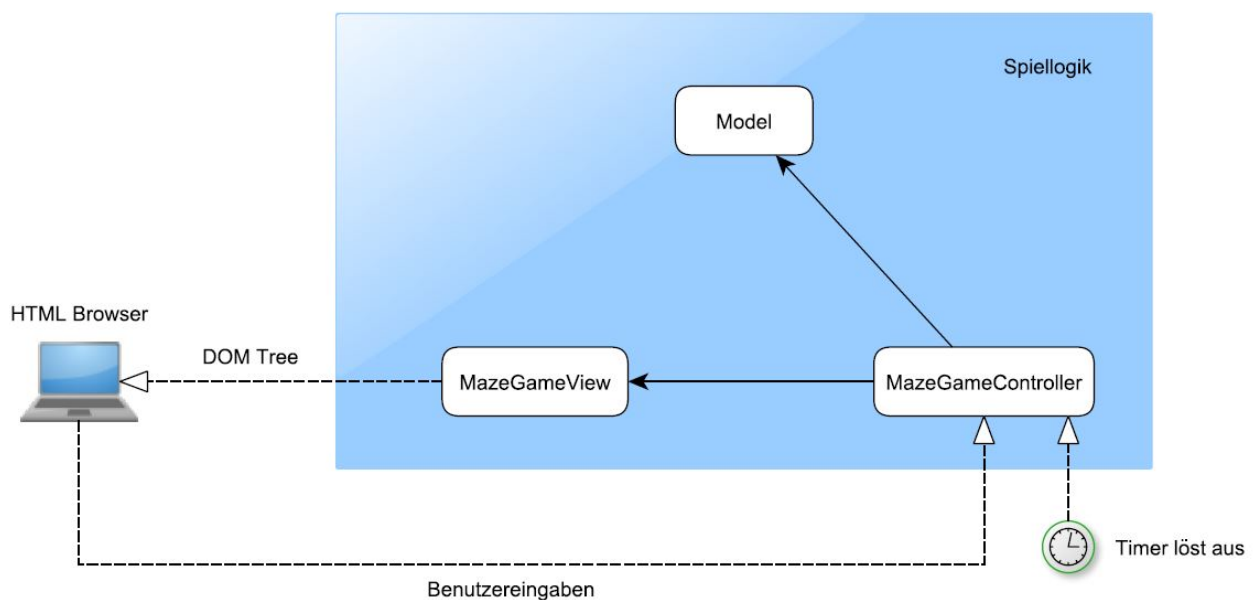 Spiellogik
Model
HTML Browser
DOM Tree
MazeGameView
MazeGameController
Timer löst aus
Benutzereingaben